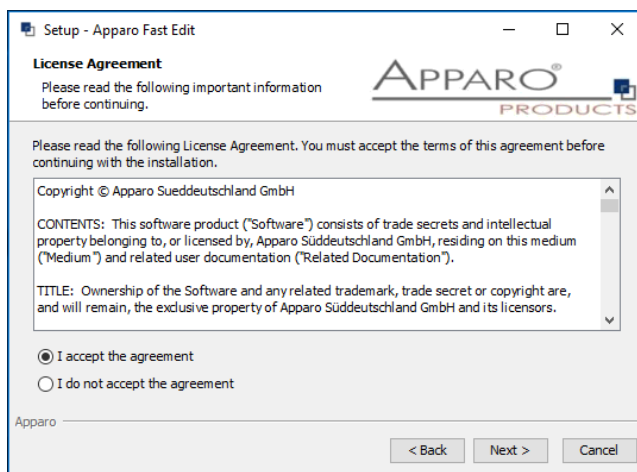 Setup - Apparo Fast Edit
License Agreement
Please read the following important information
before continuing.
APPARO®
PRODUCTS
Please read the following License Agreement. You must accept the terms of this agreement before
continuing with the installation.
Copyright © Apparo Sueddeutschland GmbH
CONTENTS: This software product ("Software") consists of trade secrets and intellectual
property belonging to, or licensed by, Apparo Süddeutschland GmbH, residing on this medium
("Medium") and related user documentation ("Related Documentation").
TITLE: Ownership of the Software and any related trademark, trade secret or copyright are,
and will remain, the exclusive property of Apparo Süddeutschland GmbH and its licensors.
I accept the agreement
I do not accept the agreement
Apparo
< Back
Next >
Cancel